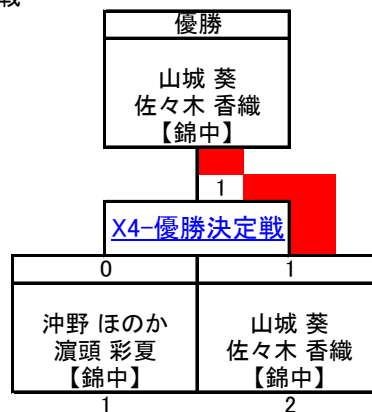 戦
優勝
山城 葵
佐々木 香織
【錦中】
1
X4-優勝決定戦
0 1
沖野 ほのか 山城 葵
濵頭 彩夏 佐々木 香織
【錦中】 【錦中】
1 2